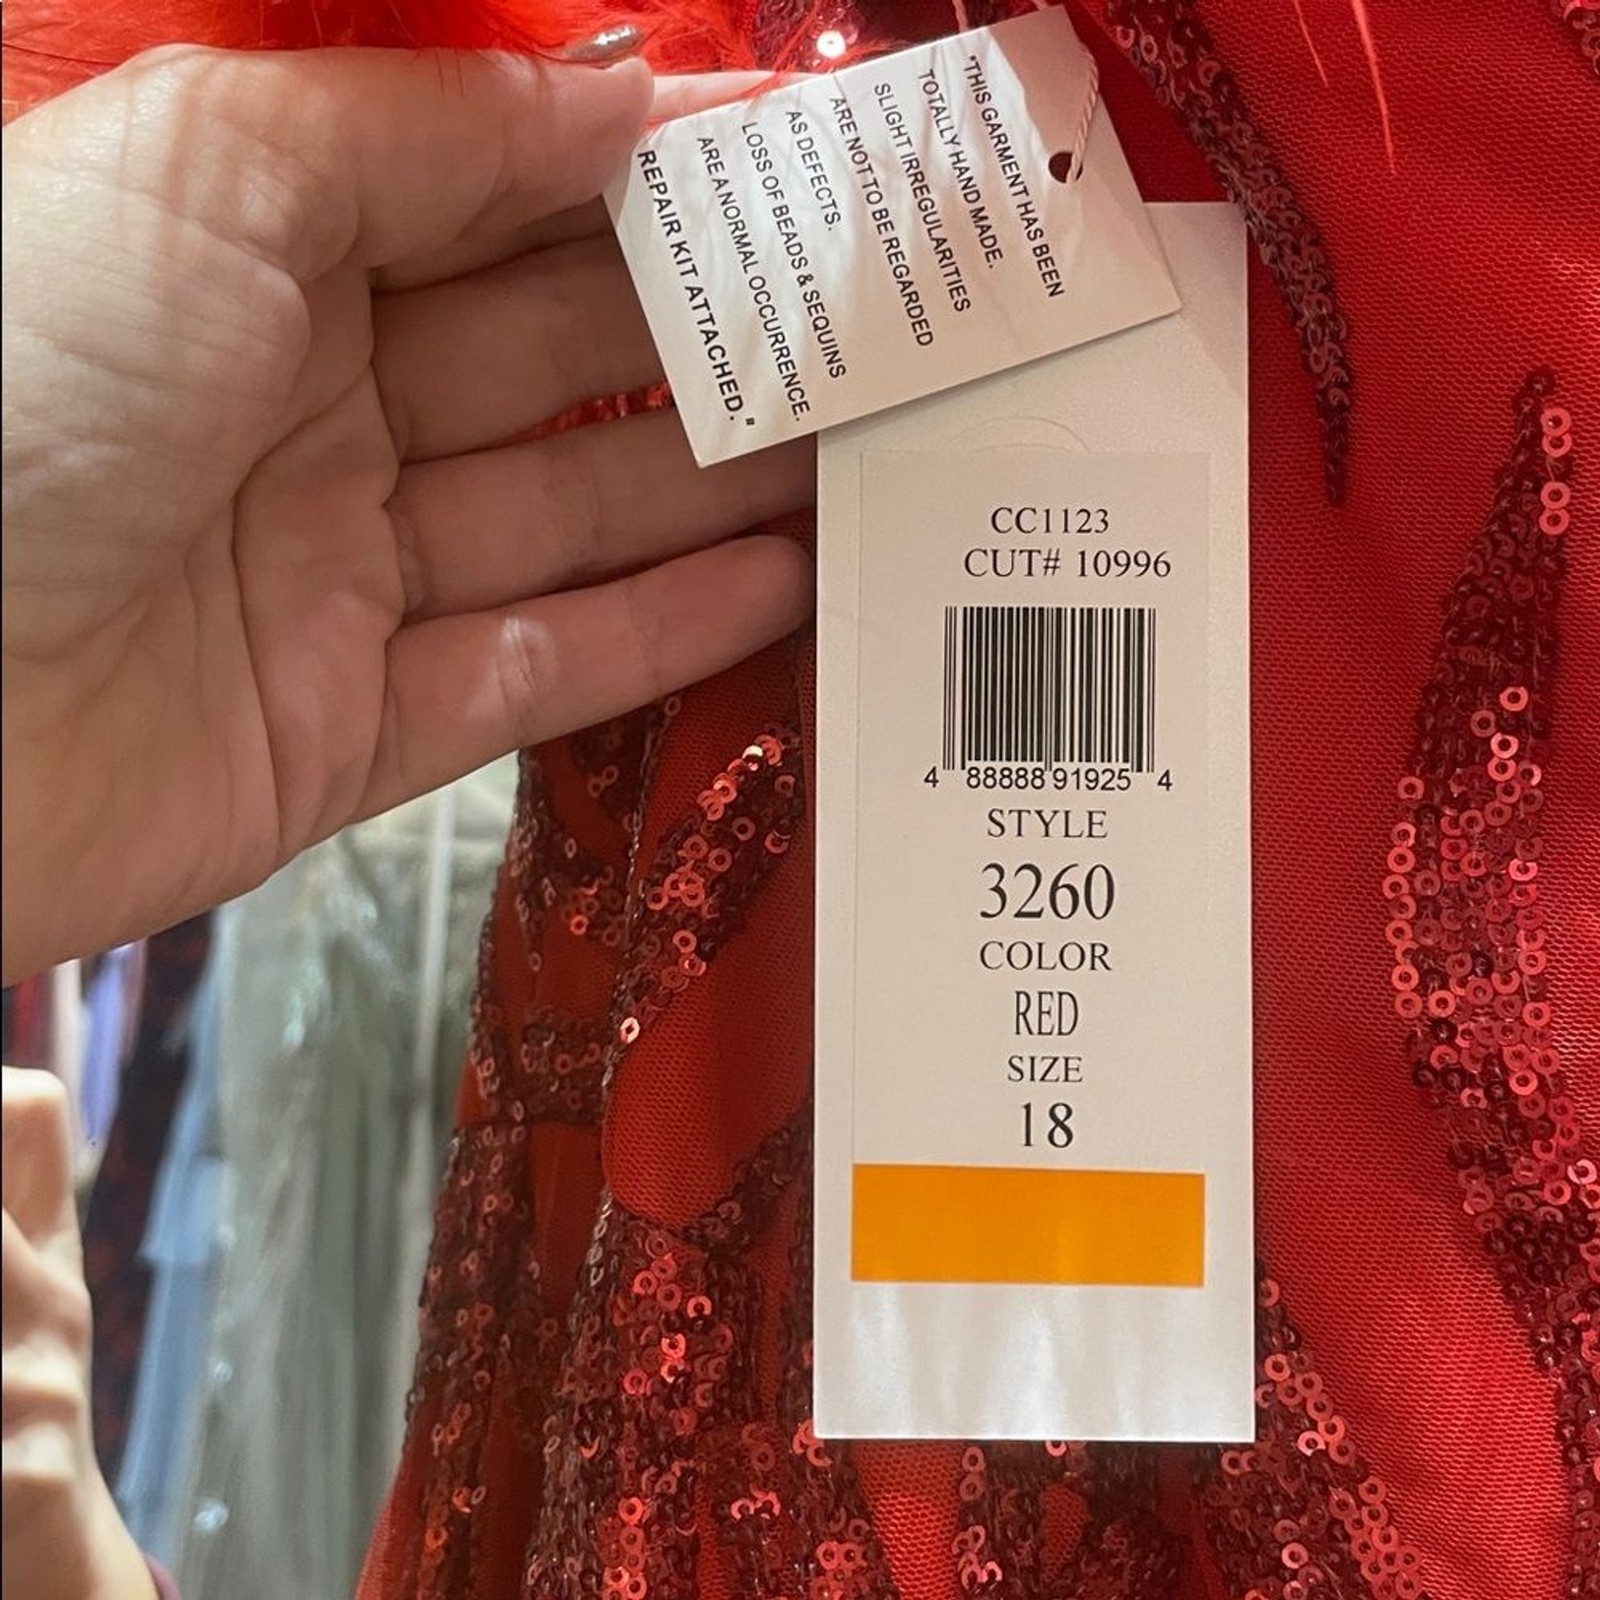 "THIS GARMENT HAS BEEN
TOTALLY HAND MADE.
SLIGHT IRREGULARITIES
ARE NOT TO BE REGARDED
AS DEFECTS.
LOSS OF BEADS & SEQUINS
ARE A NORMAL OCCURRENCE.
REPAIR KIT ATTACHED."
CC1123
CUT# 10996
4 88888 91925 4
STYLE
3260
COLOR
RED
SIZE
18